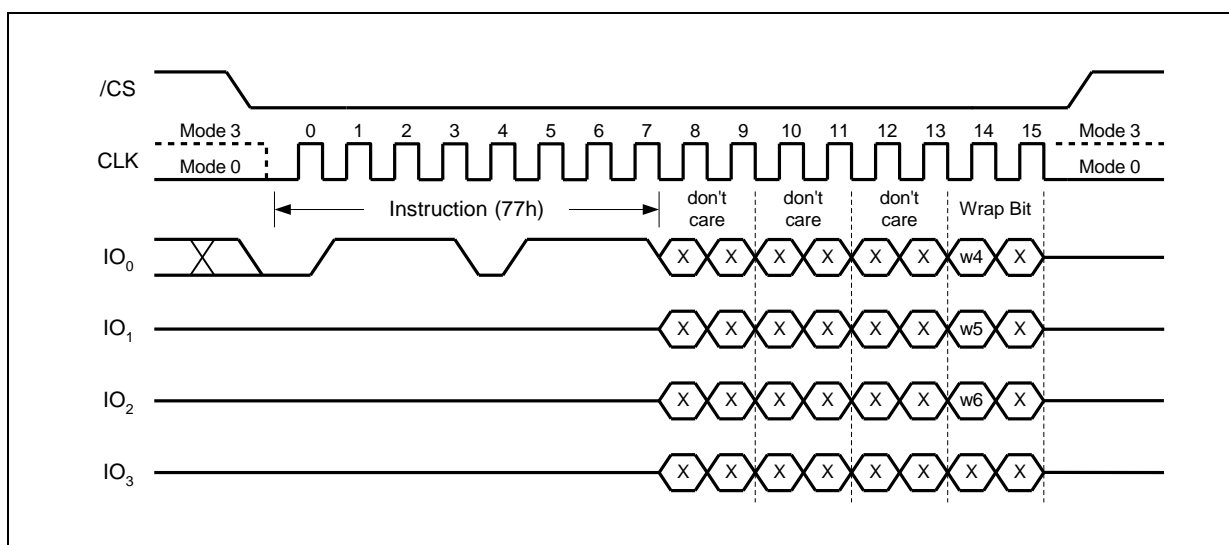 /CS
Mode 3 0 1 2 3 4 5 6 7 8 9 10 11 12 13 14 15 Mode 3
CLK
Mode 0 Mode 0
Instruction (77h) don't care don't care don't care Wrap Bit
IO0 X X X X X X w4 X
IO1 X X X X X X w5 X
IO2 X X X X X X w6 X
IO3 X X X X X X X X